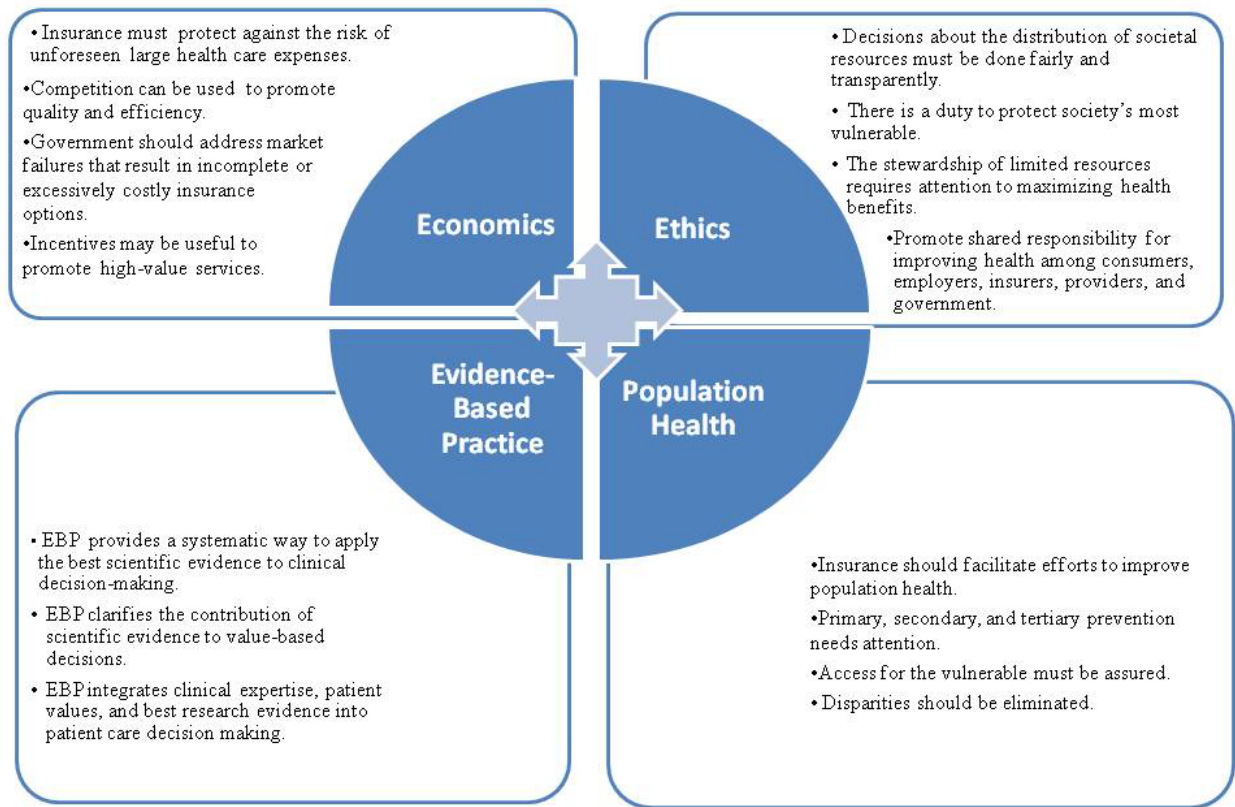 • Insurance must protect against the risk of
unforeseen large health care expenses.
•Competition can be used to promote
quality and efficiency.
•Government should address market
failures that result in incomplete or
excessively costly insurance
options.
•Incentives may be useful to
promote high-value services.
• Decisions about the distribution of societal
resources must be done fairly and
transparently.
• There is a duty to protect society's most
vulnerable.
• The stewardship of limited resources
requires attention to maximizing health
benefits.
•Promote shared responsibility for
improving health among consumers,
employers, insurers, providers, and
government.
Economics
Ethics
Evidence-
Based
Practice
Population
Health
• EBP provides a systematic way to apply
the best scientific evidence to clinical
decision-making.
• EBP clarifies the contribution of
scientific evidence to value-based
decisions.
• EBP integrates clinical expertise, patient
values, and best research evidence into
patient care decision making.
•Insurance should facilitate efforts to improve
population health.
•Primary, secondary, and tertiary prevention
needs attention.
•Access for the vulnerable must be assured.
• Disparities should be eliminated.